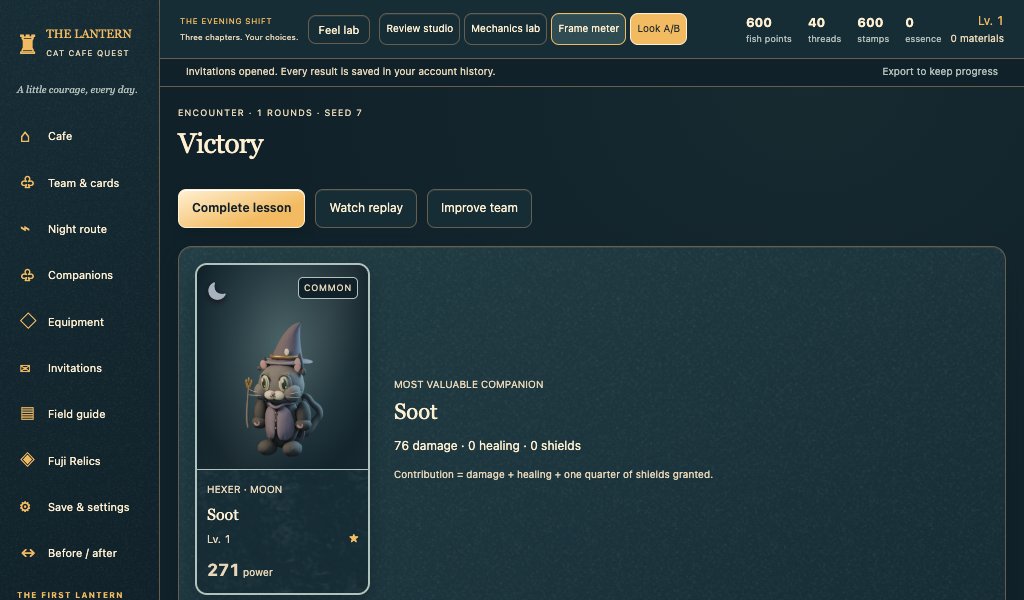 THE LANTERN
CAT CAFE QUEST
A little courage, every day.
Cafe
Team & cards
Night route
Companions
Equipment
Invitations
Field guide
Fuji Relics
Save & settings
Before / after
THE FIRST LANTERN
THE EVENING SHIFT
Three chapters. Your choices.
Feel lab
Review studio
Mechanics lab
Frame meter
Look A/B
600
fish points
40
threads
600
stamps
0
essence
Lv. 1
0 materials
Invitations opened. Every result is saved in your account history.
Export to keep progress
ENCOUNTER · 1 ROUNDS · SEED 7
Victory
Complete lesson
Watch replay
Improve team
COMMON
HEXER · MOON
Soot
Lv. 1
271 power
MOST VALUABLE COMPANION
Soot
76 damage · 0 healing · 0 shields
Contribution = damage + healing + one quarter of shields granted.